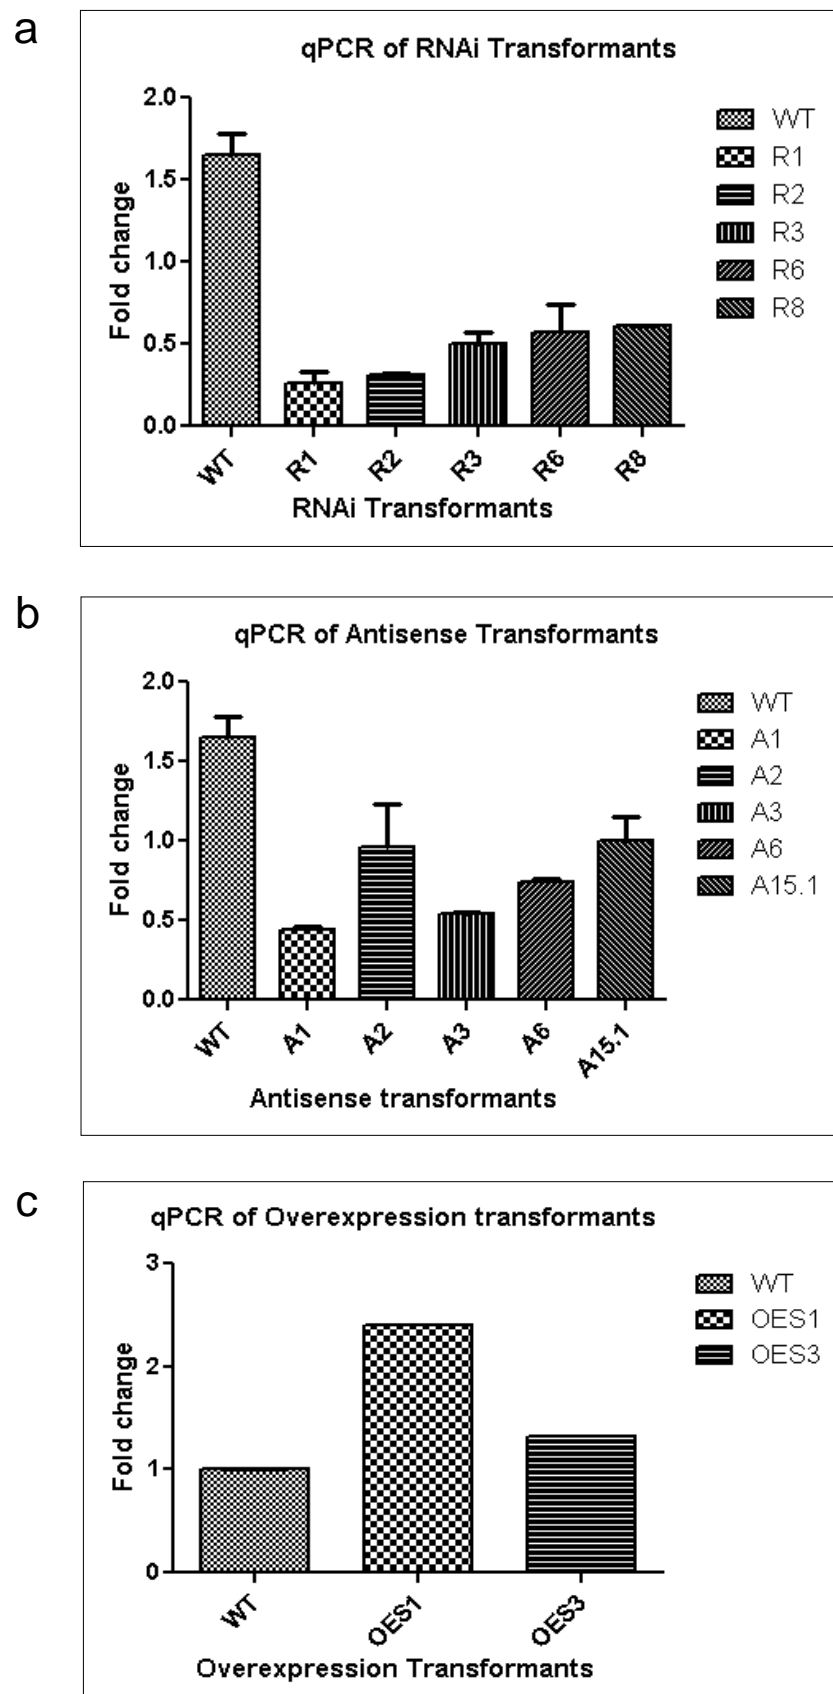 a
qPCR of RNAi Transformants
2.0
1.5
1.0
0.5
0.0
Fold change
WT
R1
R2
R3
R6
R8
RNAi Transformants
WT
R1
R2
R3
R6
R8
b
qPCR of Antisense Transformants
2.0
1.5
1.0
0.5
0.0
Fold change
WT
A1
A2
A3
A6
A15.1
Antisense transformants
WT
A1
A2
A3
A6
A15.1
c
qPCR of Overexpression transformants
3
2
1
0
Fold change
WT
OES1
OES3
Overexpression Transformants
WT
OES1
OES3